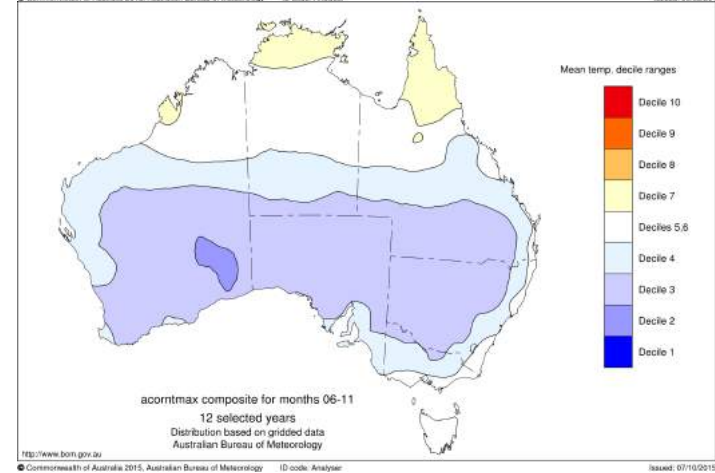 Mean temp. decile ranges
Decile 10
Decile 9
Decile 8
Decile 7
Deciles 5,6
Decile 4
Decile 3
Decile 2
Decile 1
acorntmax composite for months 06-11
12 selected years
Distribution based on gridded data
Australian Bureau of Meteorology
http://www.bom.gov.au
© Commonwealth of Australia 2015, Australian Bureau of Meteorology ID code: Analyser Issued: 07/10/2015